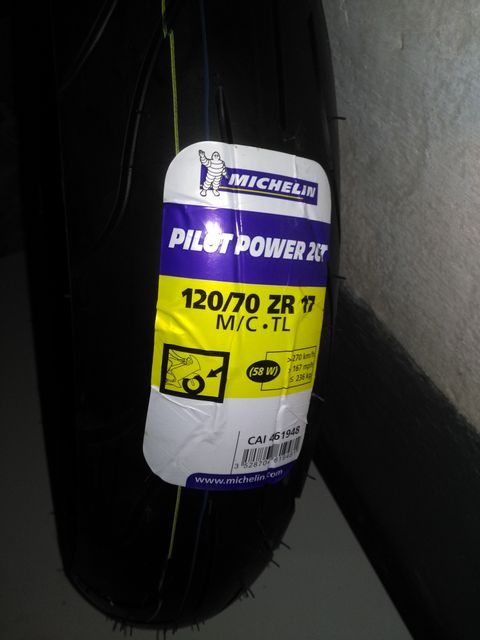 MICHELIN
PILOT POWER 2CT
120/70 ZR 17
M/C • TL
(58 W)
>270 km/h
> 167 mph
≤ 236 kg
CAI 461948
www.michelin.com